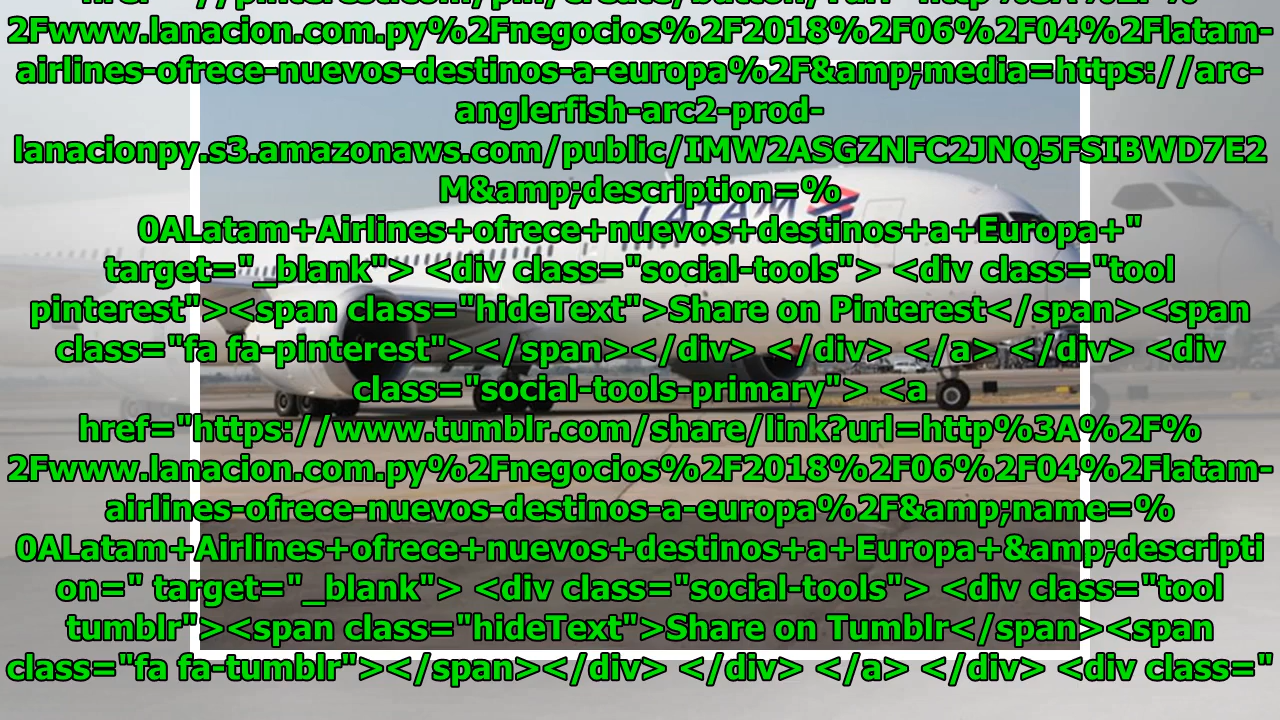 2Fwww.lanacion.com.py%2Fnegocios%2F2018%2F06%2F04%2Flatam-
airlines-ofrece-nuevos-destinos-a-europa%2F&amp;media=https://arc-
anglerfish-arc2-prod-
lanacionpy.s3.amazonaws.com/public/IMW2ASGZNFC2JNQ5FSIBWD7E2
M&amp;description=%
LATAM
0ALatam+Airlines+ofrece+nuevos+destinos+a+Europa+"
target="_blank"> <div class="social-tools"> <div class="tool
pinterest"><span class="hideText">Share on Pinterest</span><span
class="fa fa-pinterest"></span></div> </div> </a> </div> <div
class="social-tools-primary"> <a
href="https://www.tumblr.com/share/link?url=http%3A%2F%
2Fwww.lanacion.com.py%2Fnegocios%2F2018%2F06%2F04%2Flatam-
airlines-ofrece-nuevos-destinos-a-europa%2F&amp;name=%
0ALatam+Airlines+ofrece+nuevos+destinos+a+Europa+&amp;descripti
on=" target="_blank"> <div class="social-tools"> <div class="tool
tumblr"><span class="hideText">Share on Tumblr</span><span
class="fa fa-tumblr"></span></div> </div> </a> </div> <div class="